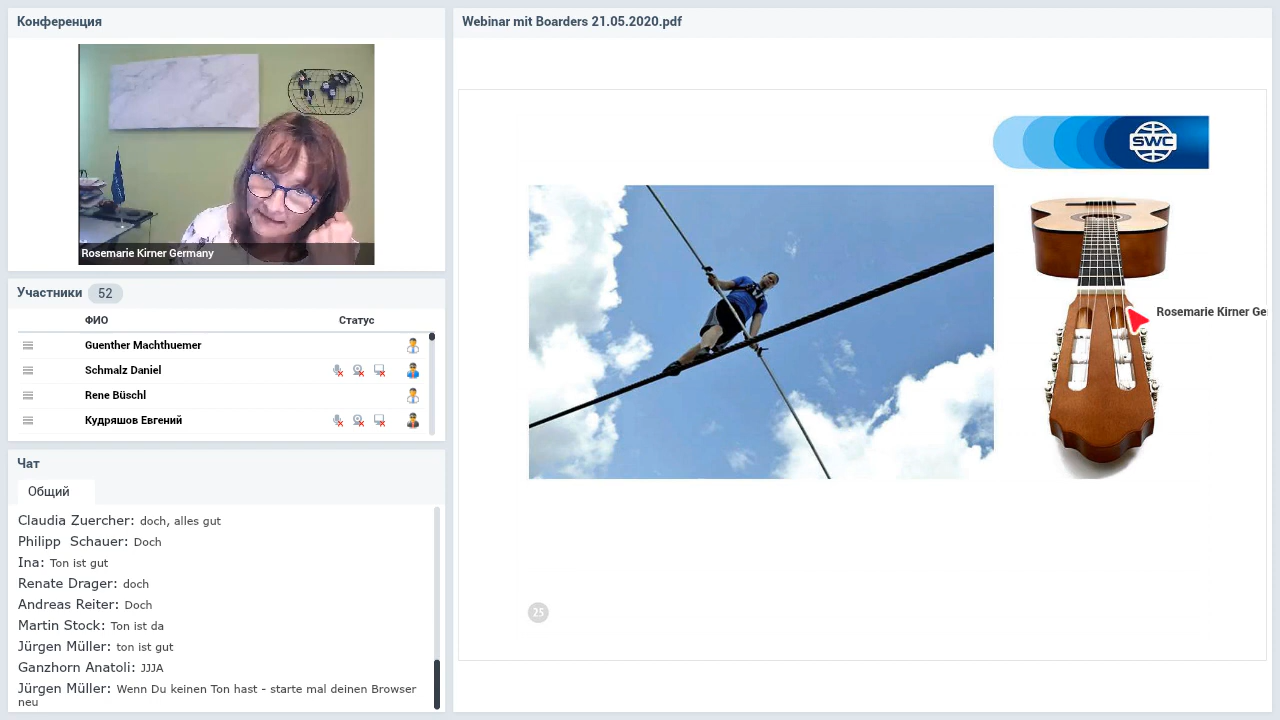 Конференция
Rosemarie Kirner Germany
Участники 52
ФИО Статус
Guenther Machthuemer
Schmalz Daniel
Rene Büschl
Кудряшов Евгений
Чат
Общий
Claudia Zuercher: doch, alles gut
Philipp Schauer: Doch
Ina: Ton ist gut
Renate Drager: doch
Andreas Reiter: Doch
Martin Stock: Ton ist da
Jürgen Müller: ton ist gut
Ganzhorn Anatoli: JJJA
Jürgen Müller: Wenn Du keinen Ton hast - starte mal deinen Browser
neu
Webinar mit Boarders 21.05.2020.pdf
SWC
Rosemarie Kirner Ge
25